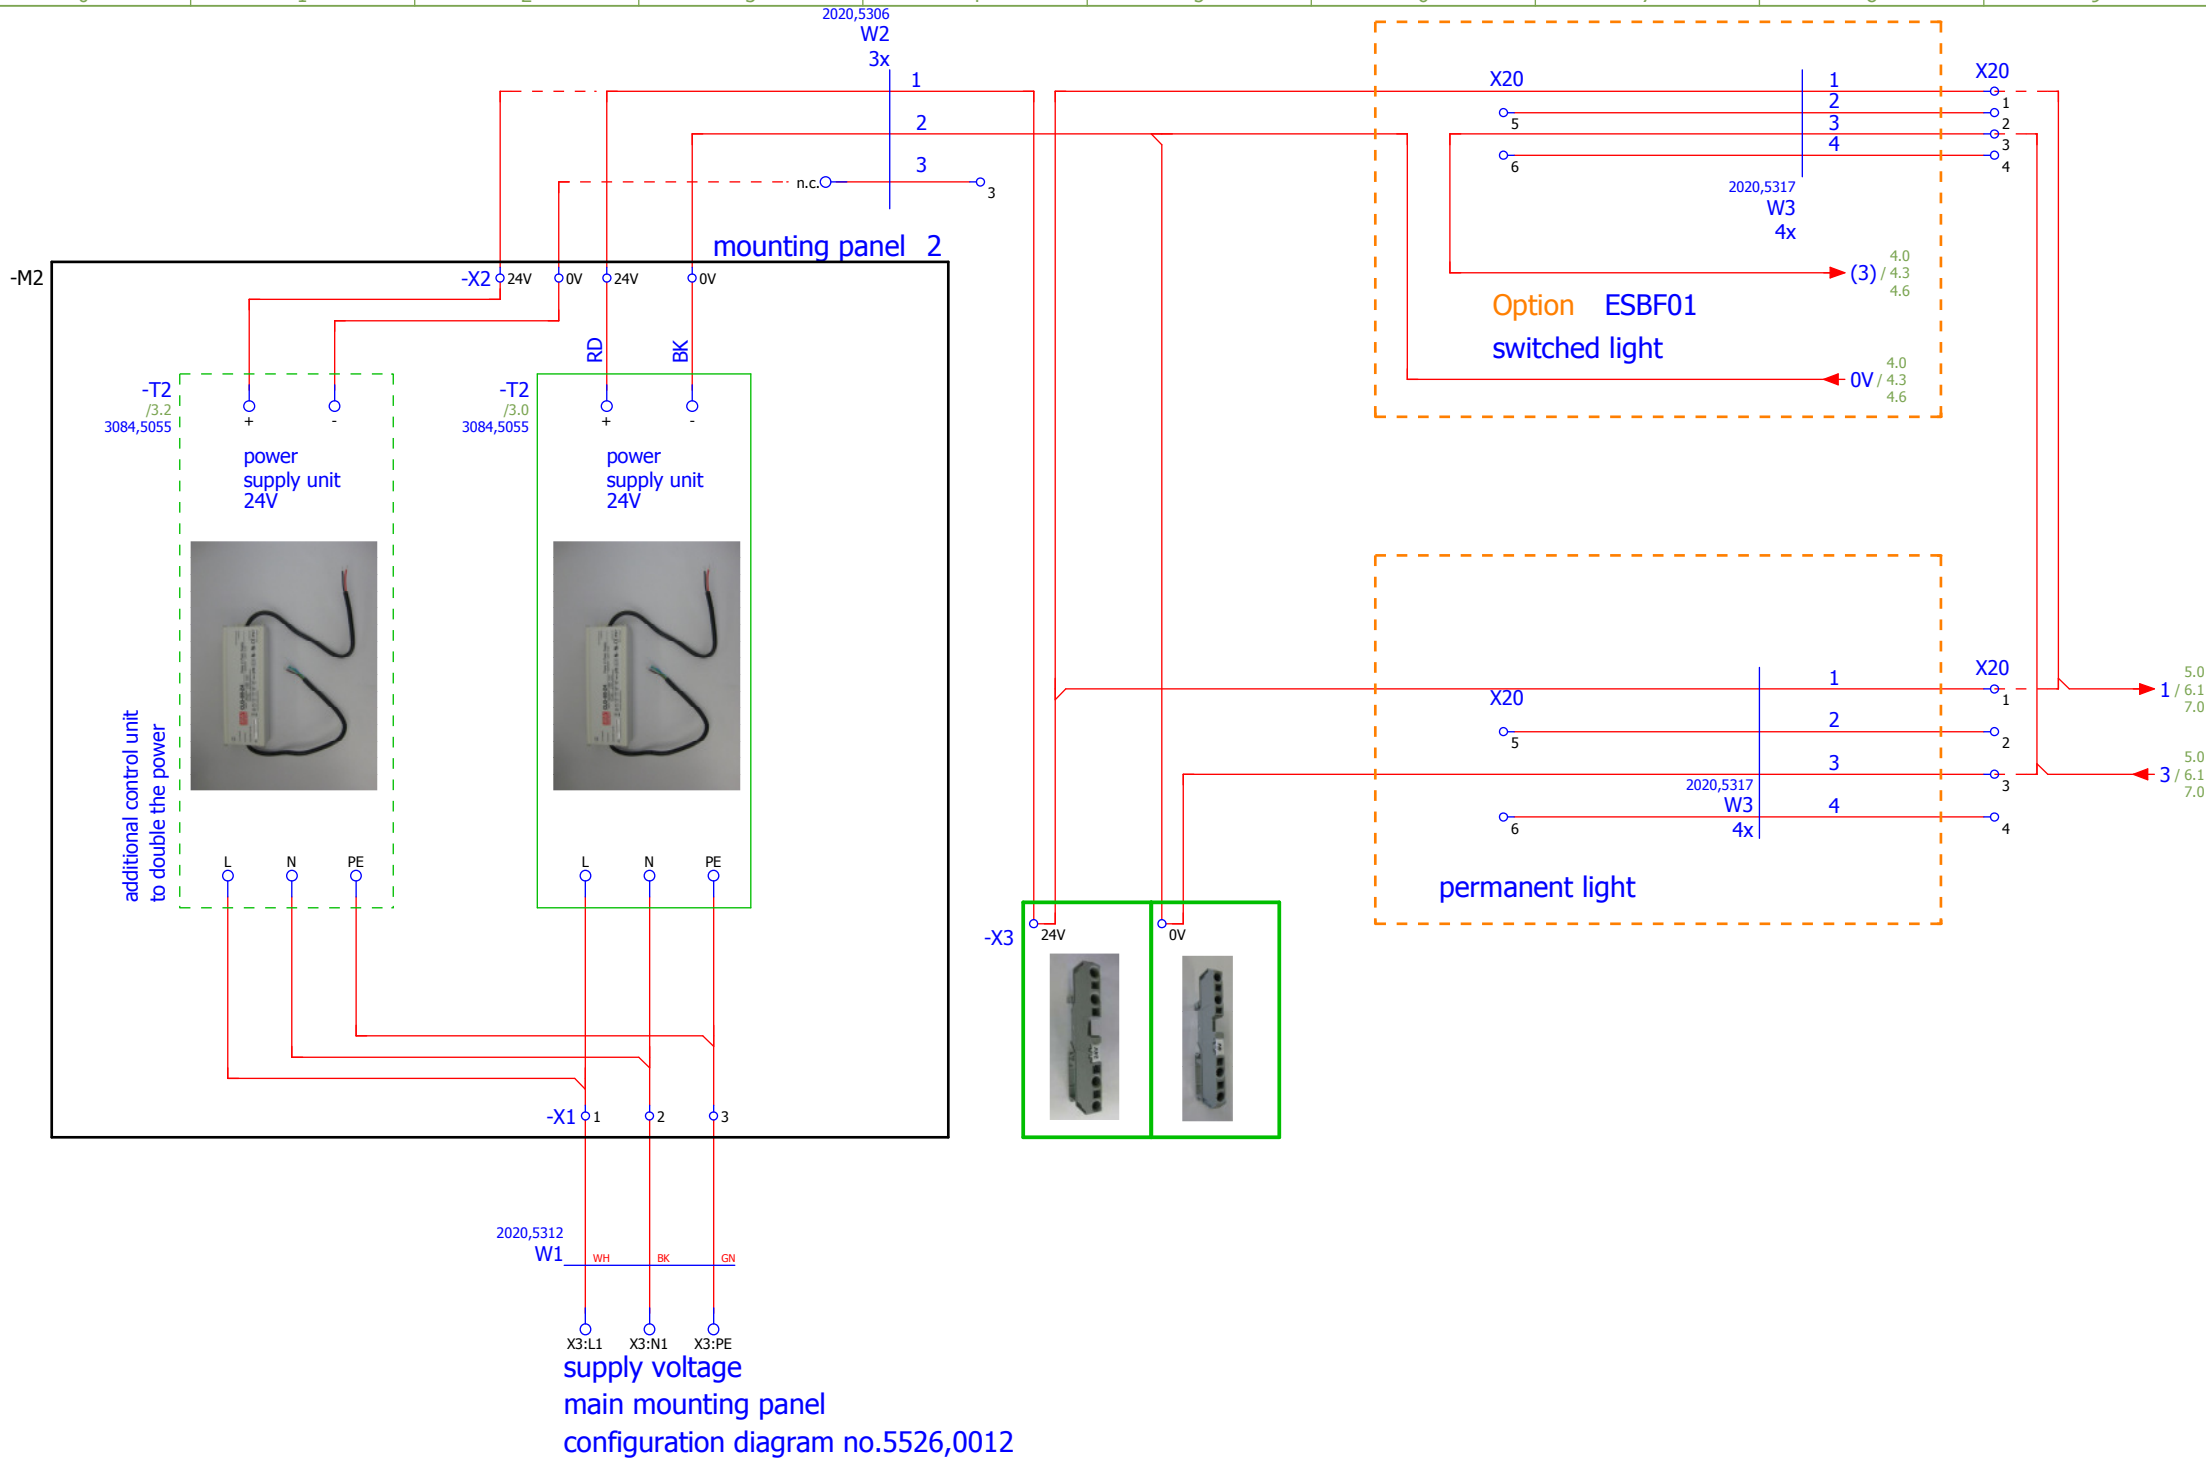 2020,5306
W2
3x
1
2
3
n.c.
3
mounting panel 2
-M2
-X2
24V
0V
24V
0V
RD
BK
-T2
/3.2
3084,5055
+
-
power
supply unit
24V
-T2
/3.0
3084,5055
+
-
power
supply unit
24V
additional control unit
to double the power
L
N
PE
L
N
PE
-X1
1
2
3
2020,5312
W1
WH
BK
GN
X3:L1
X3:N1
X3:PE
supply voltage
main mounting panel
configuration diagram no.5526,0012
-X3
24V
0V
X20
5
6
1
2
3
4
X20
1
2
3
4
2020,5317
W3
4x
(3)
4.0
/ 4.3
4.6
Option ESBF01
switched light
0V
4.0
/ 4.3
4.6
X20
5
6
1
2
3
4
X20
1
2
3
4
2020,5317
W3
4x
permanent light
1
5.0
/ 6.1
7.0
3
5.0
/ 6.1
7.0